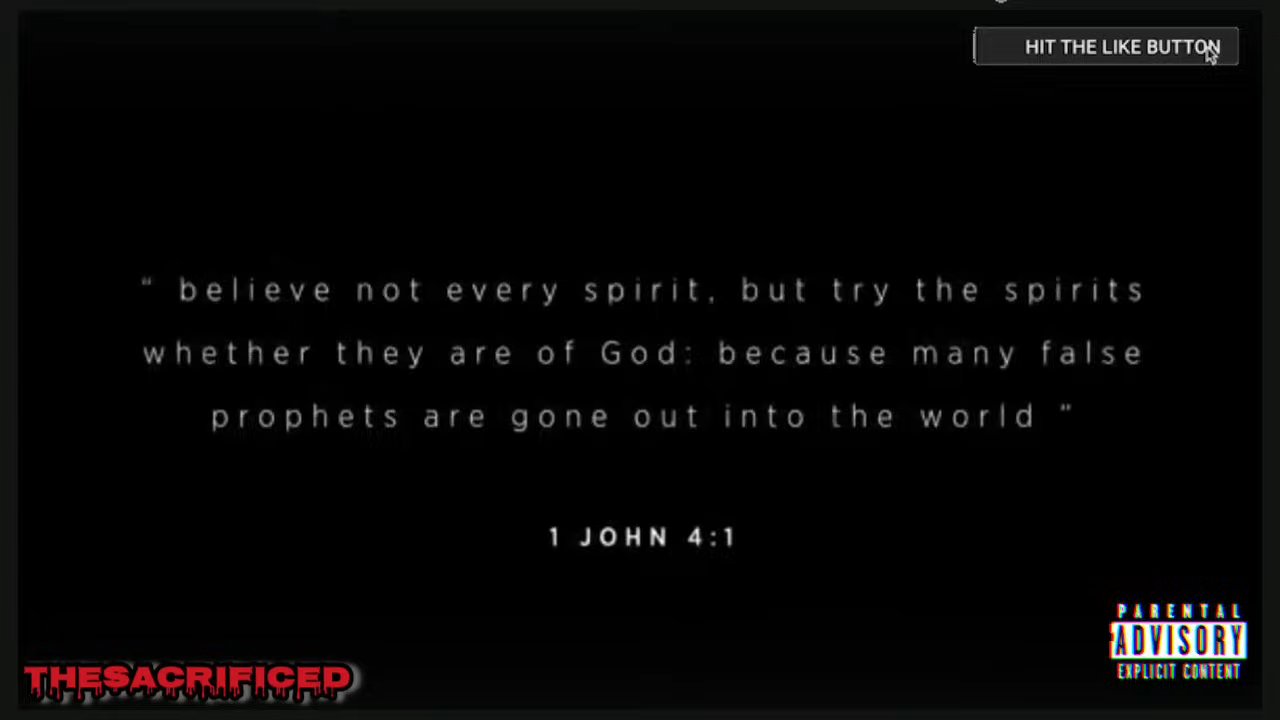 HIT THE LIKE BUTTON
“ believe not every spirit, but try the spirits
whether they are of God: because many false
prophets are gone out into the world ”
1 JOHN 4:1
PARENTAL
ADVISORY
EXPLICIT CONTENT
THESACRIFICED